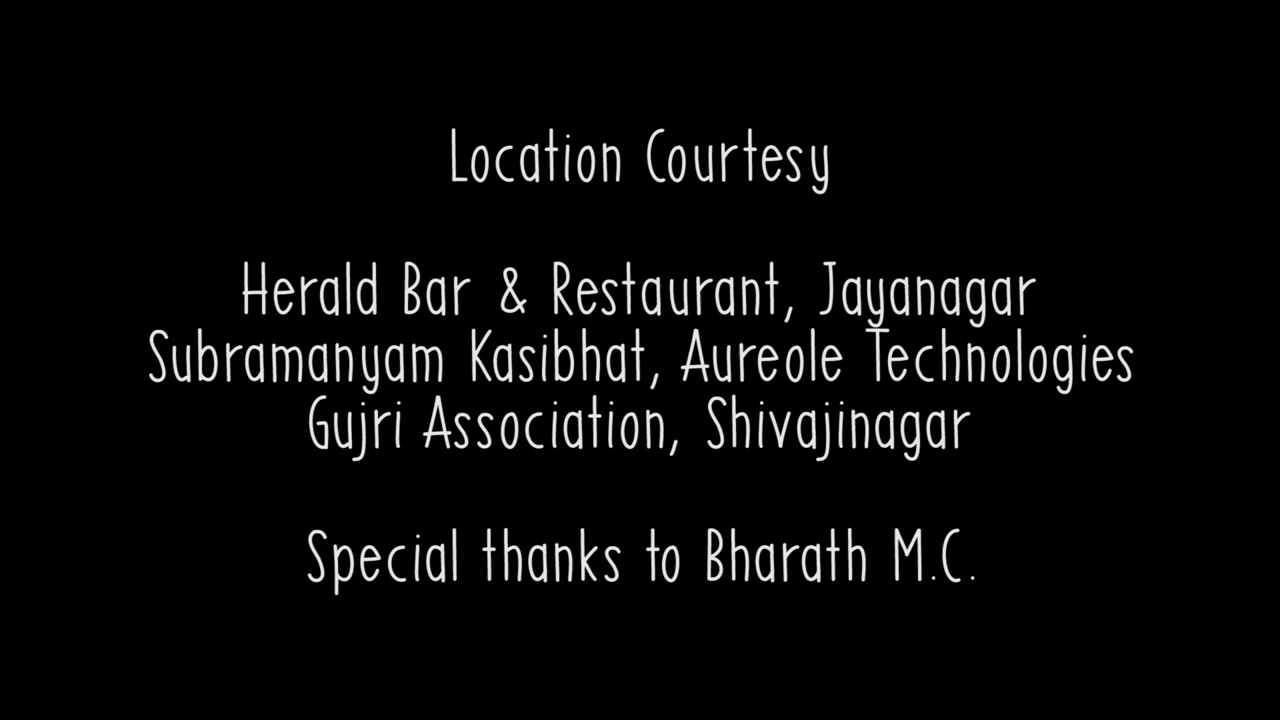 Location Courtesy
Herald Bar & Restaurant, Jayanagar
Subramanyam Kasibhat, Aureole Technologies
Gujri Association, Shivajinagar
Special thanks to Bharath M.C.